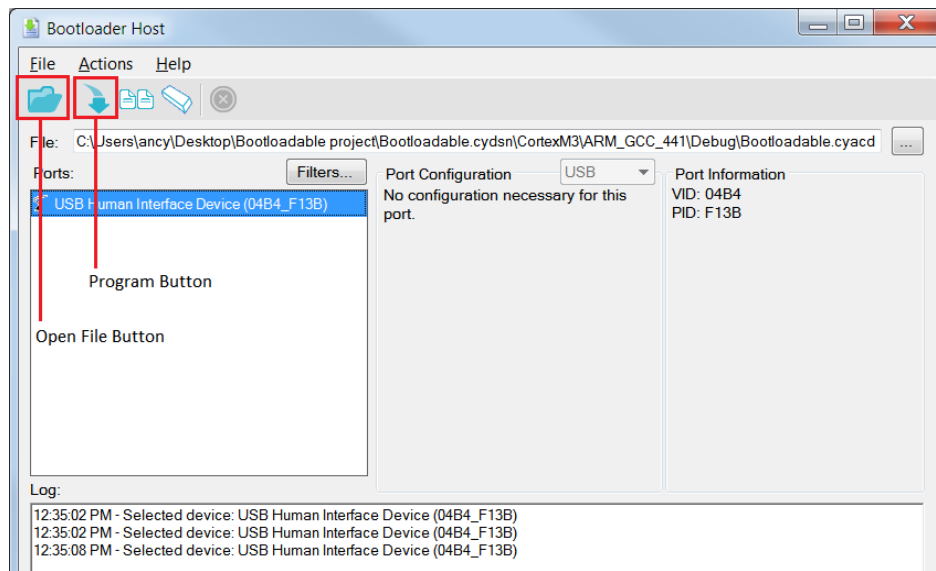 Bootloader Host
File Actions Help
File: C:\Users\ancy\Desktop\Bootloadable project\Bootloadable.cydsn\CortexM3\ARM_GCC_441\Debug\Bootloadable.cyacd ...
Ports: Filters...
USB Human Interface Device (04B4_F13B)
Port Configuration USB
No configuration necessary for this
port.
Port Information
VID: 04B4
PID: F13B
Program Button
Open File Button
Log:
12:35:02 PM - Selected device: USB Human Interface Device (04B4_F13B)
12:35:02 PM - Selected device: USB Human Interface Device (04B4_F13B)
12:35:08 PM - Selected device: USB Human Interface Device (04B4_F13B)